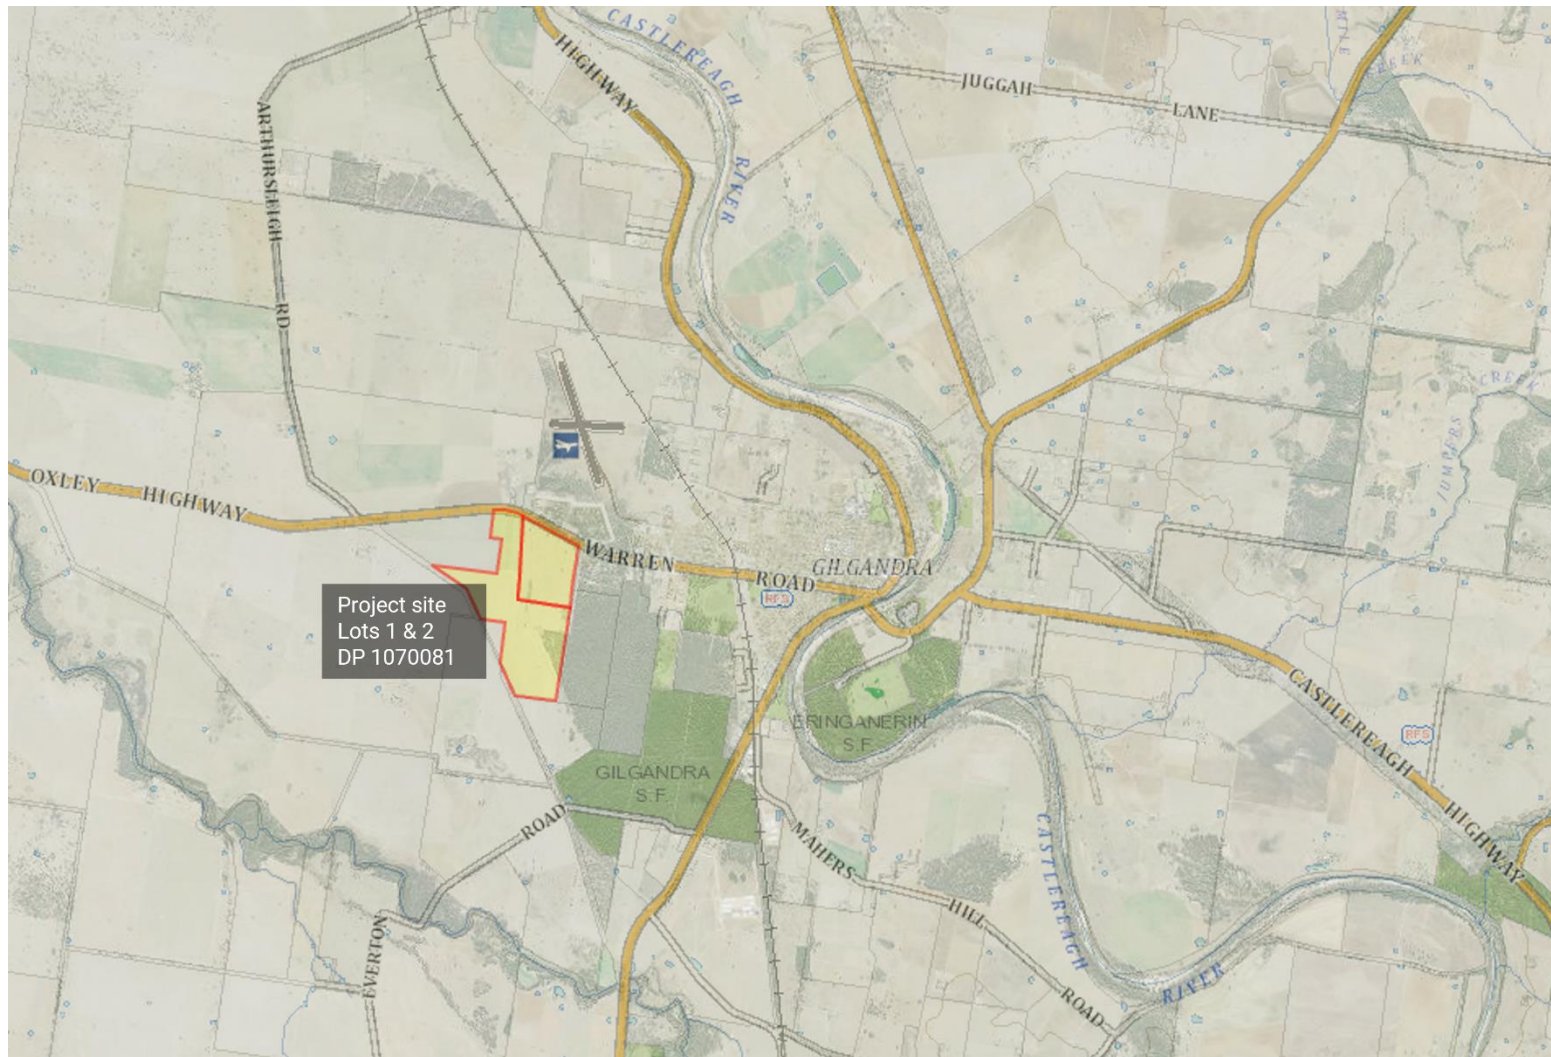 CASTLEREAGH
RIVER
HIGHWAY
MILE
CREEK
JUGGAH
LANE
ARTHURSLEIGH
RD
CREEK
JUMPERS
OXLEY
HIGHWAY
WARREN
ROAD
GILGANDRA
RFS
Project site
Lots 1 & 2
DP 1070081
CASTLEREAGH
HIGHWAY
RFS
ERINGANERIN
S.F.
GILGANDRA
S.F.
ROAD
MAHERS
HILL
ROAD
CASTLEREAGH
RIVER
EVERTON